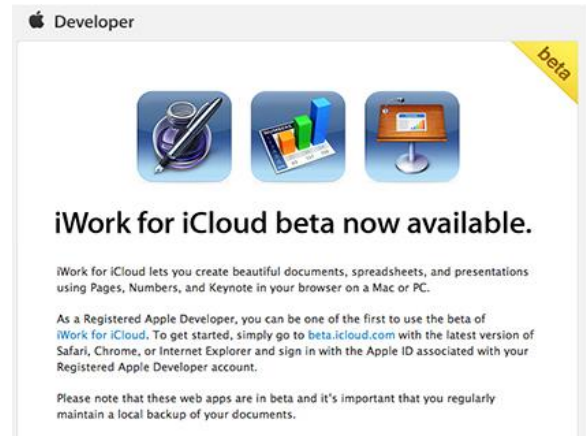 Developer
beta
iWork for iCloud beta now available.
iWork for iCloud lets you create beautiful documents, spreadsheets, and presentations
using Pages, Numbers, and Keynote in your browser on a Mac or PC.
As a Registered Apple Developer, you can be one of the first to use the beta of
iWork for iCloud. To get started, simply go to beta.icloud.com with the latest version of
Safari, Chrome, or Internet Explorer and sign in with the Apple ID associated with your
Registered Apple Developer account.
Please note that these web apps are in beta and it's important that you regularly
maintain a local backup of your documents.